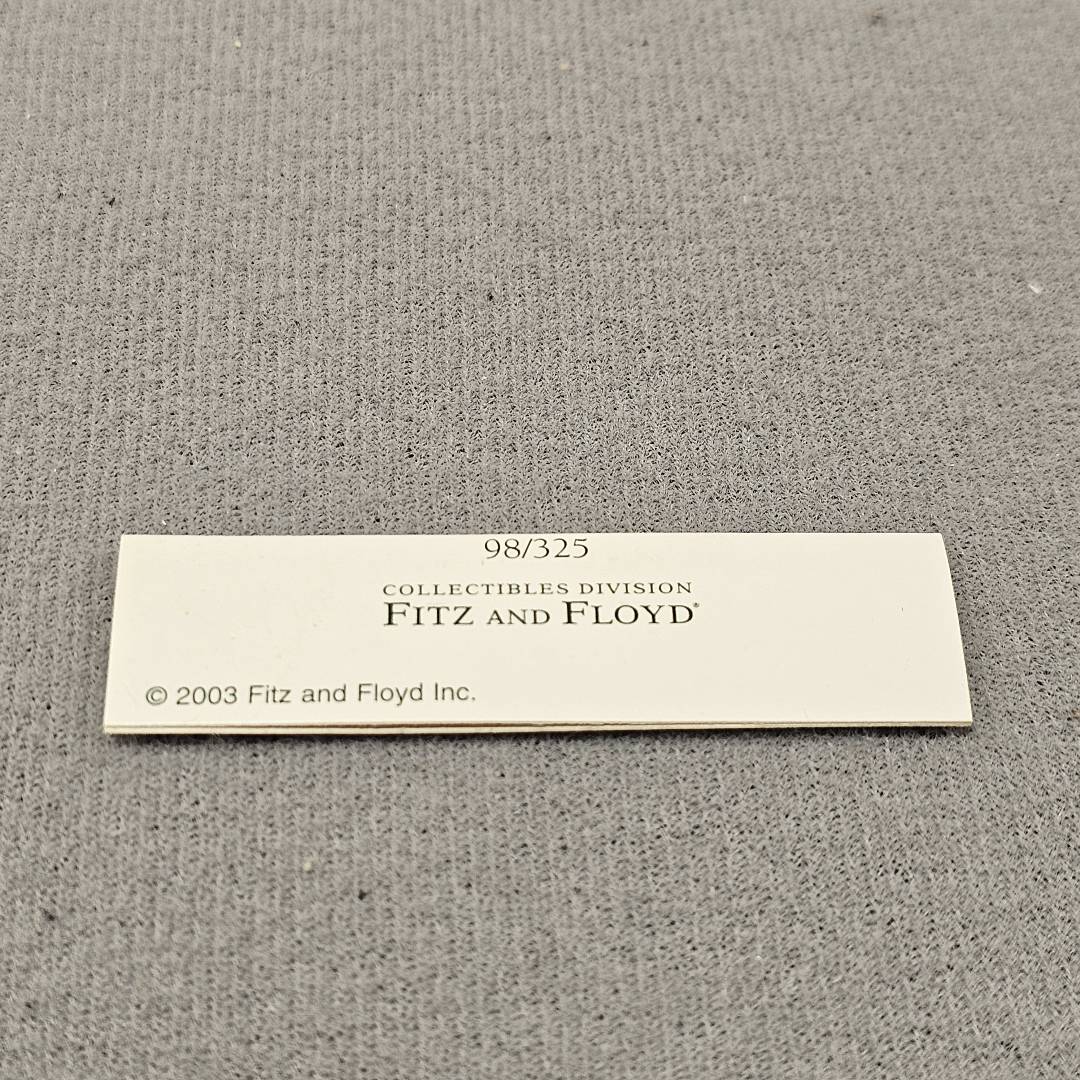 98/325
COLLECTIBLES DIVISION
FITZ AND FLOYD®
© 2003 Fitz and Floyd Inc.